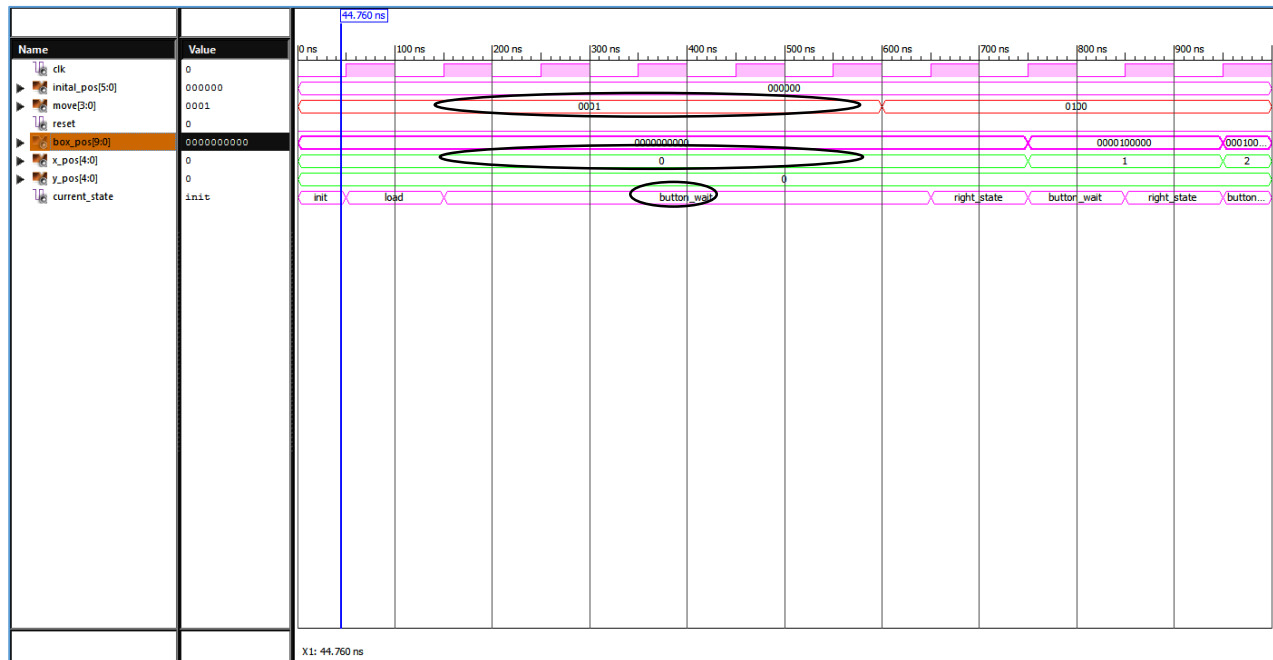 44.760 ns
Name Value 0 ns 100 ns 200 ns 300 ns 400 ns 500 ns 600 ns 700 ns 800 ns 900 ns
clk 0
inital_pos[5:0] 000000 000000
move[3:0] 0001 0001 0100
reset 0
box_pos[9:0] 0000000000 0000000000 0000100000 000100...
x_pos[4:0] 0 0 1 2
y_pos[4:0] 0 0
current_state init init load button_wait right_state button_wait right_state button...
X1: 44.760 ns